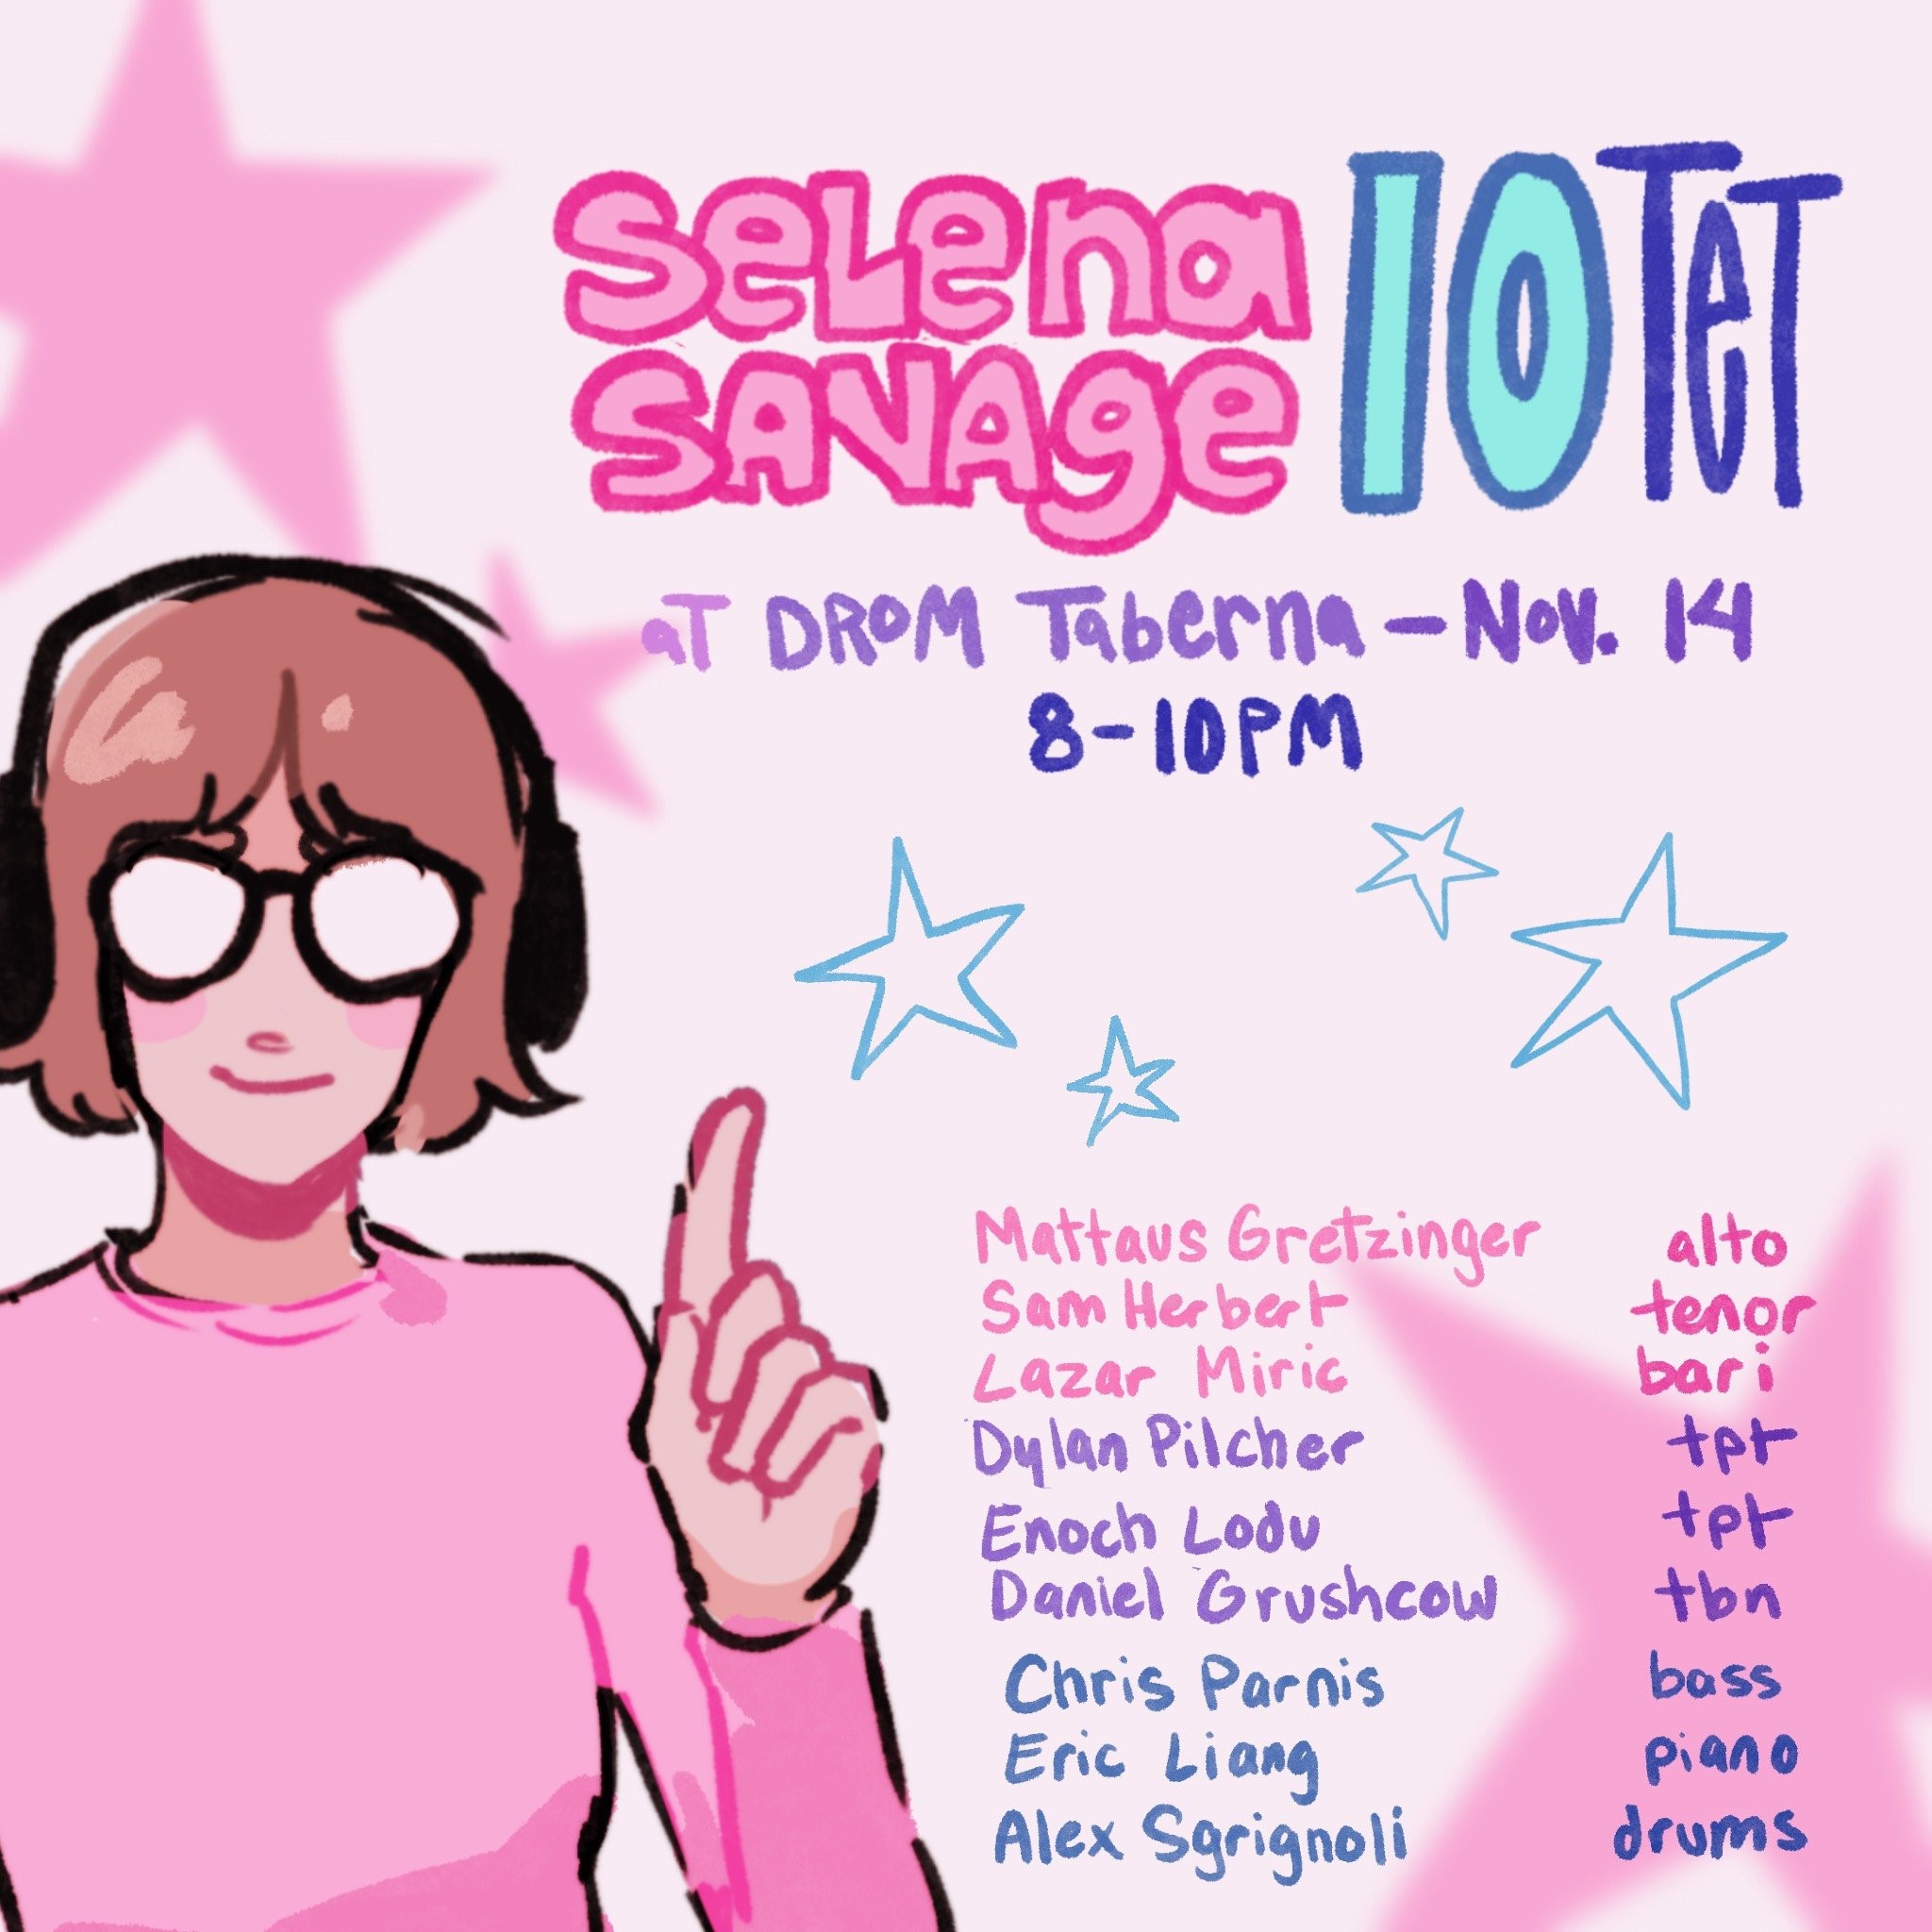 Selena
Savage 10TeT
at DROM Taberna - Nov. 14
8-10PM
Mattaus Gretzinger alto
Sam Herbert tenor
Lazar Miric bari
Dylan Pilcher tpt
Enoch Lodu tpt
Daniel Grushcow tbn
Chris Parnis bass
Eric Liang piano
Alex Sgrignoli drums